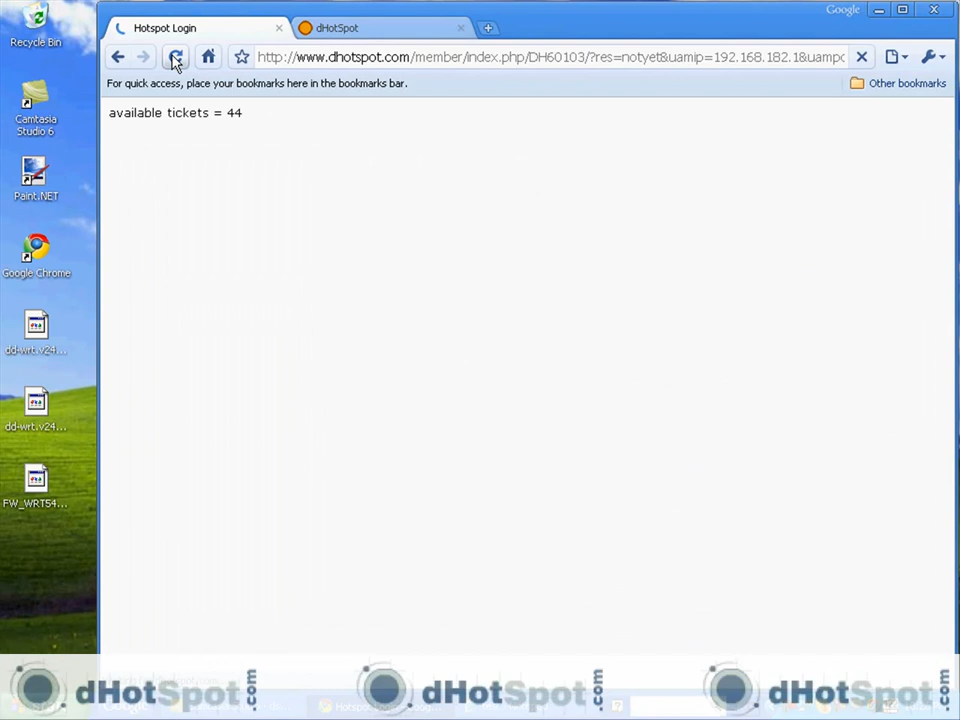 Google
Hotspot Login
dHotSpot
http://www.dhotspot.com/member/index.php/DH60103/?res=notyet&uamip=192.168.182.1&uampo
For quick access, place your bookmarks here in the bookmarks bar.
Other bookmarks
available tickets = 44
Recycle Bin
Camtasia
Studio 6
Paint.NET
Google Chrome
dd-wrt.v24...
dd-wrt.v24...
FW_WRT54...
dHotSpot.com
dHotSpot.com
dHotSpot.com